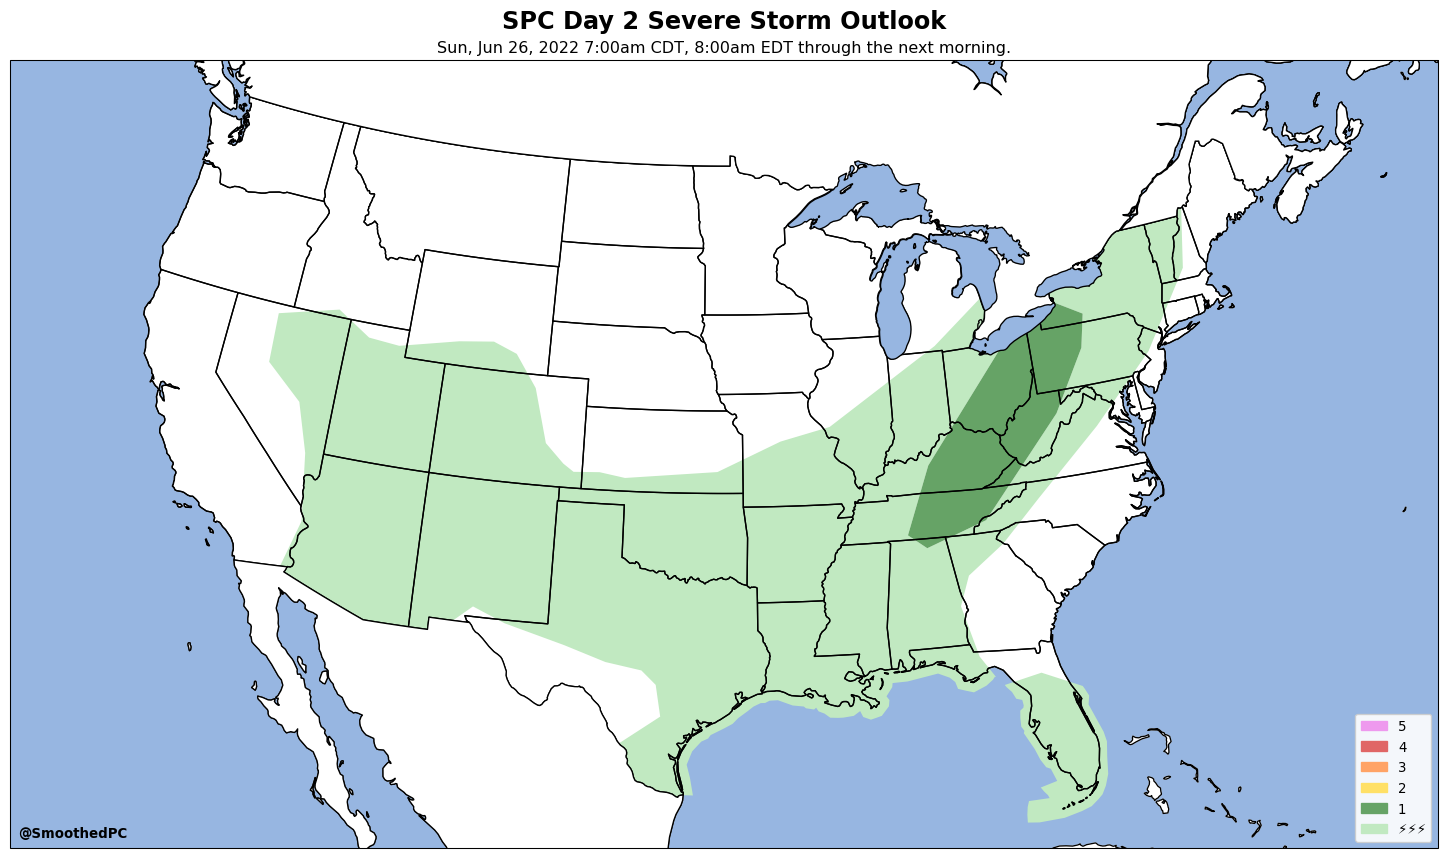 SPC Day 2 Severe Storm Outlook
Sun, Jun 26, 2022 7:00am CDT, 8:00am EDT through the next morning.
5
4
3
2
1
⚡⚡⚡
@SmoothedPC